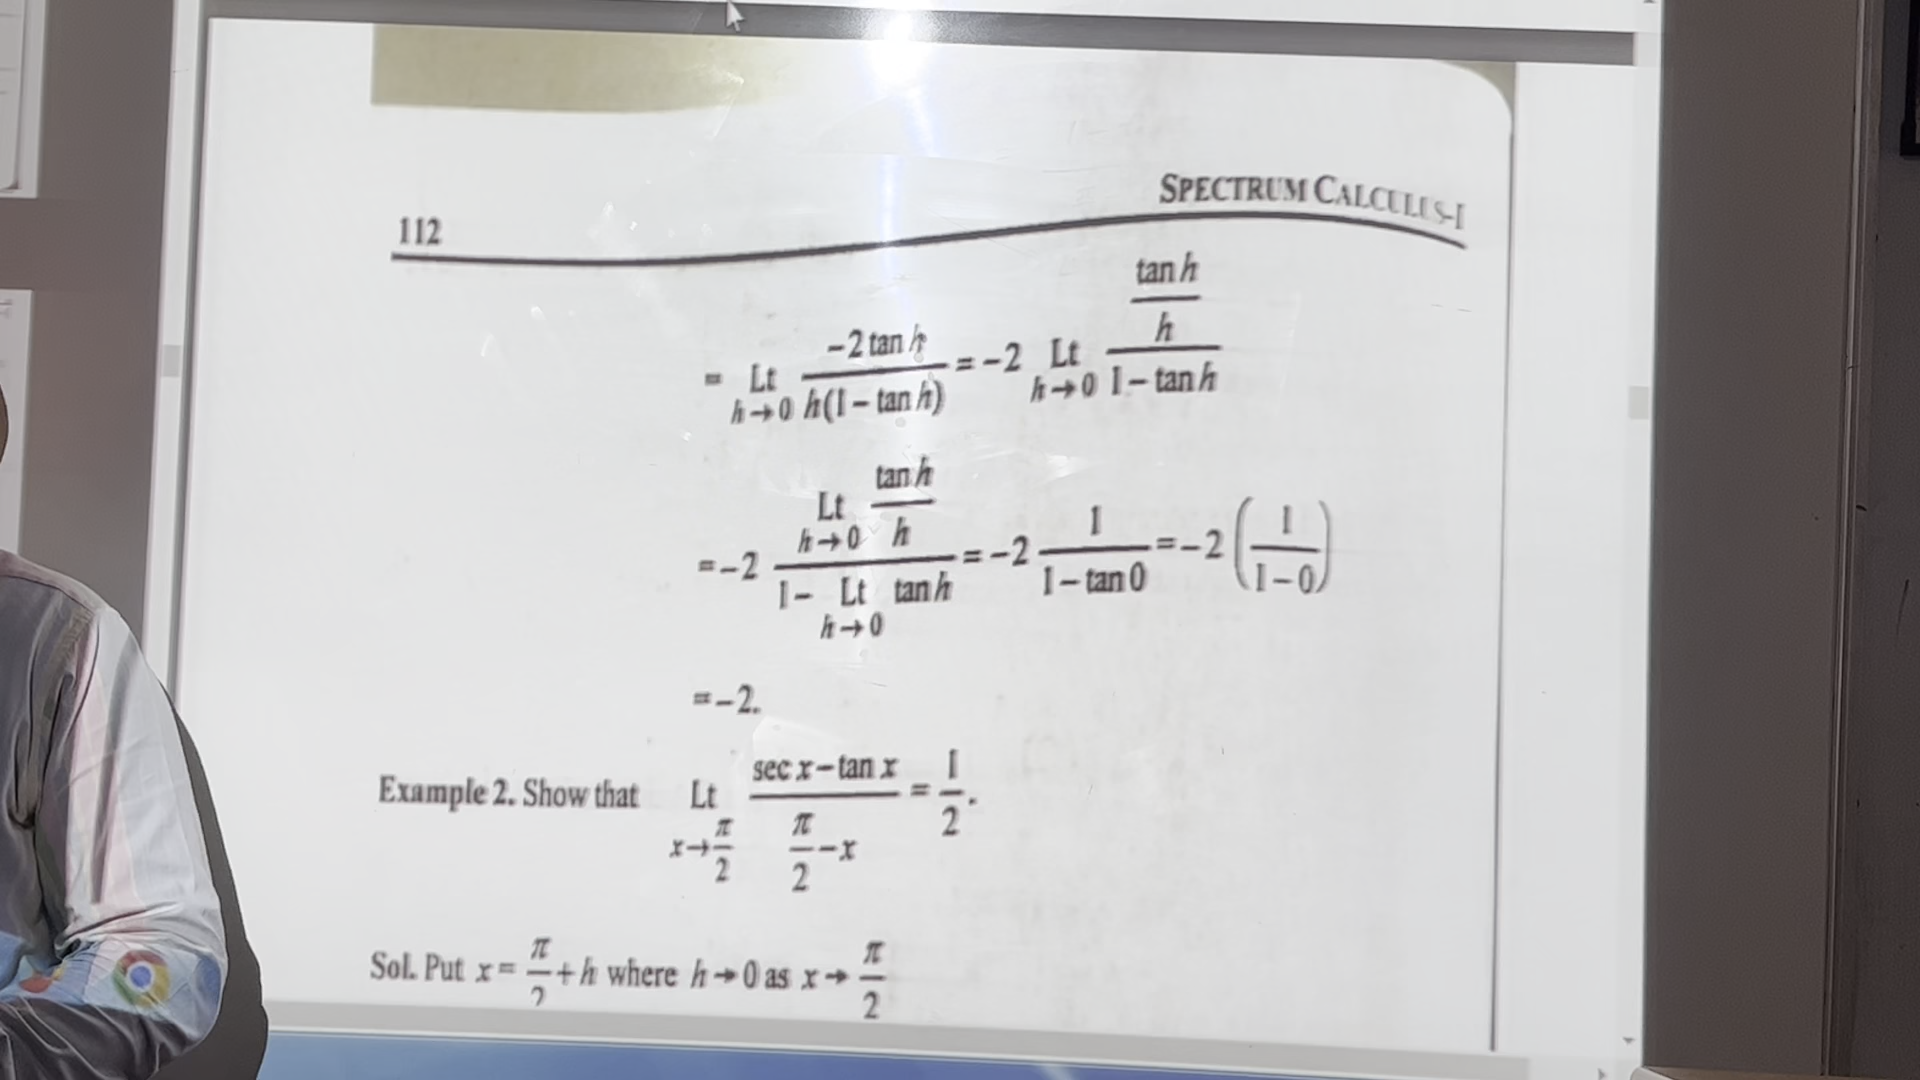 SPECTRUM CALCULUS-I
112
= Lt h→0 -2 tan h / h(1 - tan h) = -2 Lt h→0 (tan h / h) / (1 - tan h)
= -2 (Lt h→0 tan h / h) / (1 - Lt h→0 tan h) = -2 1 / (1 - tan 0) = -2 (1 / (1 - 0))
= -2.
Example 2. Show that Lt x→π/2 (sec x - tan x) / (π/2 - x) = 1/2.
Sol. Put x = π/2 + h where h→0 as x→ π/2